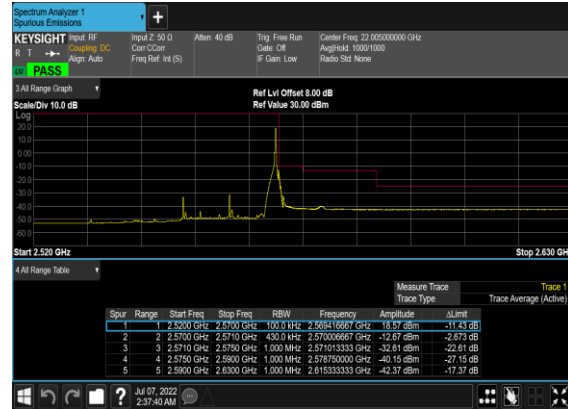 Spectrum Analyzer 1
Spurious Emissions
KEYSIGHT Input: RF Input Z: 50 Ω Atten: 40 dB Trig: Free Run Center Freq: 22.005000000 GHz
R T Coupling: DC Corr CCorr Gate: Off Avg|Hold: 1000/1000
Align: Auto Freq Ref: Int (S) IF Gain: Low Radio Std: None
PASS
3 All Range Graph
Ref Lvl Offset 8.00 dB
Scale/Div 10.0 dB Ref Value 30.00 dBm
Log
20.0
10.0
0.00
-10.0
-20.0
-30.0
-40.0
-50.0
-60.0
Start 2.520 GHz Stop 2.630 GH
4 All Range Table
Measure Trace Trace 1
Trace Type Trace Average (Active)
Spur Range Start Freq Stop Freq RBW Frequency Amplitude ΔLimit
1 1 2.5200 GHz 2.5700 GHz 100.0 kHz 2.569416667 GHz 18.57 dBm -11.43 dB
2 2 2.5700 GHz 2.5710 GHz 430.0 kHz 2.570006667 GHz -12.67 dBm -2.673 dB
3 3 2.5710 GHz 2.5750 GHz 1.000 MHz 2.571013333 GHz -32.61 dBm -22.61 dB
4 4 2.5750 GHz 2.5900 GHz 1.000 MHz 2.578750000 GHz -40.15 dBm -27.15 dB
5 5 2.5900 GHz 2.6300 GHz 1.000 MHz 2.615333333 GHz -42.37 dBm -17.37 dB
? Jul 07, 2022
2:37:40 AM